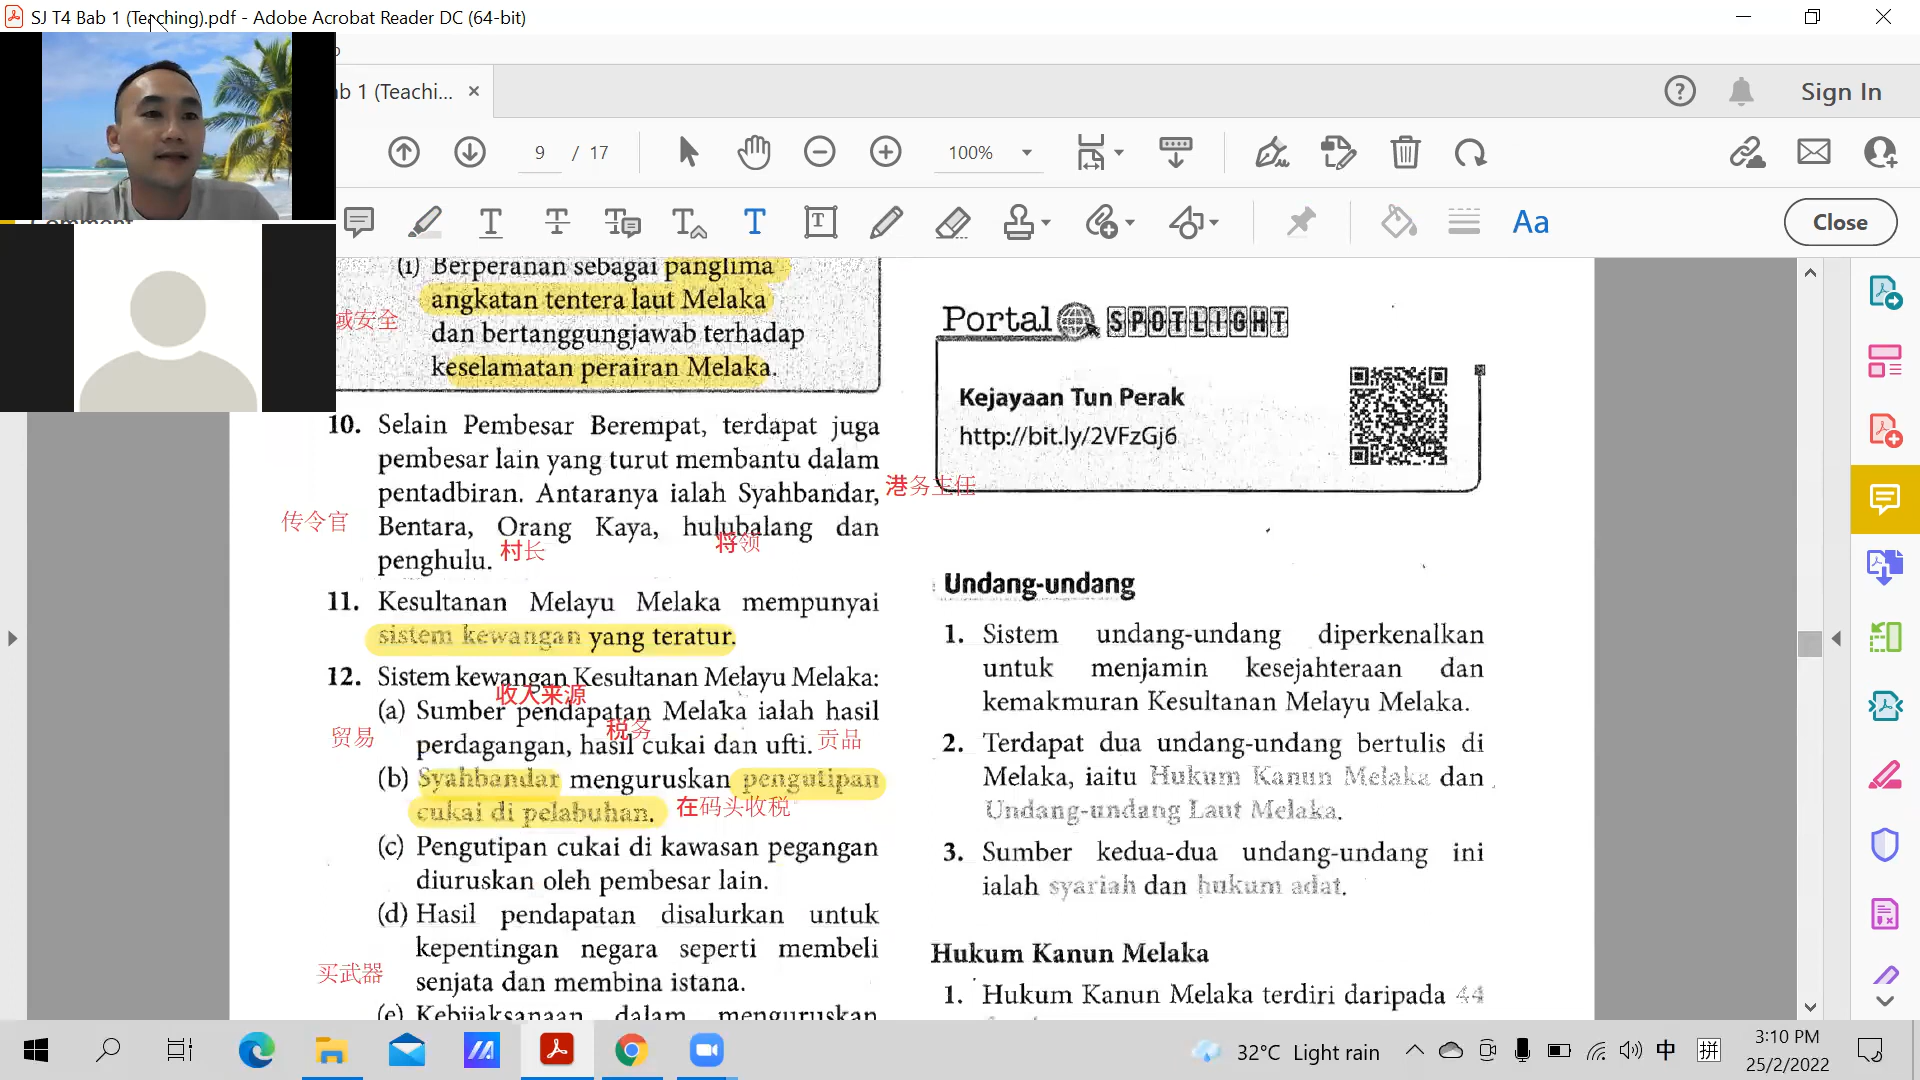 SJ T4 Bab 1 (Teaching).pdf - Adobe Acrobat Reader DC (64-bit)
ab 1 (Teachi...
Sign In
9 / 17
100%
Close
(i) Berperanan sebagai panglima
angkatan tentera laut Melaka
域安全
dan bertanggungjawab terhadap
keselamatan perairan Melaka.
10. Selain Pembesar Berempat, terdapat juga
pembesar lain yang turut membantu dalam
pentadbiran. Antaranya ialah Syahbandar,
港务主任
传令官
Bentara, Orang Kaya, hulubalang dan
村长
将领
penghulu.
11. Kesultanan Melayu Melaka mempunyai
sistem kewangan yang teratur.
12. Sistem kewangan Kesultanan Melayu Melaka:
收入来源
(a) Sumber pendapatan Melaka ialah hasil
贸易
税务
perdagangan, hasil cukai dan ufti.
贡品
(b) Syahbandar menguruskan pengutipan
cukai di pelabuhan.
在码头收税
(c) Pengutipan cukai di kawasan pegangan
diuruskan oleh pembesar lain.
(d) Hasil pendapatan disalurkan untuk
kepentingan negara seperti membeli
买武器
senjata dan membina istana.
(e) Kebijaksanaan dalam menguruskan
Portal SPOTLIGHT
Kejayaan Tun Perak
http://bit.ly/2VFzGj6
Undang-undang
1. Sistem undang-undang diperkenalkan
untuk menjamin kesejahteraan dan
kemakmuran Kesultanan Melayu Melaka.
2. Terdapat dua undang-undang bertulis di
Melaka, iaitu Hukum Kanun Melaka dan
Undang-undang Laut Melaka.
3. Sumber kedua-dua undang-undang ini
ialah syariah dan hukum adat.
Hukum Kanun Melaka
1. Hukum Kanun Melaka terdiri daripada 44
32°C Light rain
中
拼
3:10 PM
25/2/2022